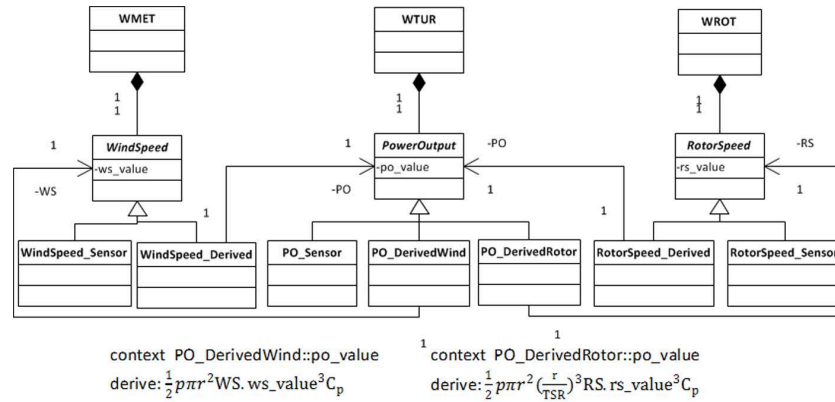 WMET
WTUR
WROT
1
1
1
1
1
1
1
WindSpeed
1
PowerOutput
-PO
RotorSpeed
-RS
-ws_value
-po_value
-rs_value
-WS
-PO
1
1
1
1
WindSpeed_Sensor
WindSpeed_Derived
PO_Sensor
PO_DerivedWind
PO_DerivedRotor
RotorSpeed_Derived
RotorSpeed_Sensor
1
1
context PO_DerivedWind::po_value
derive: ½pπr²WS. ws_value³Cₚ
context PO_DerivedRotor::po_value
derive: ½pπr²(r/TSR)³RS. rs_value³Cₚ